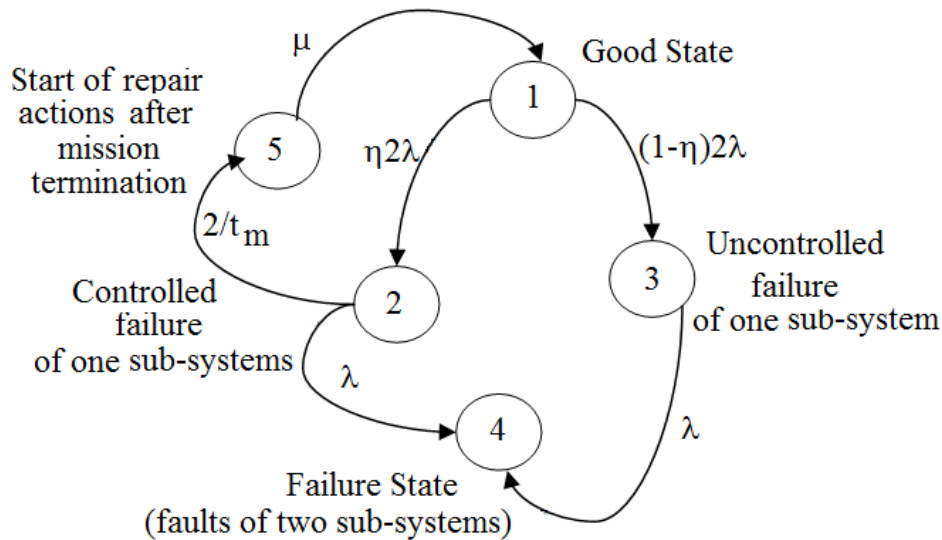 μ
Good State
Start of repair
actions after
mission
termination
1
5
η2λ
(1-η)2λ
2/tm
Uncontrolled
failure
of one sub-system
3
Controlled
failure
of one sub-systems
2
λ
4
λ
Failure State
(faults of two sub-systems)